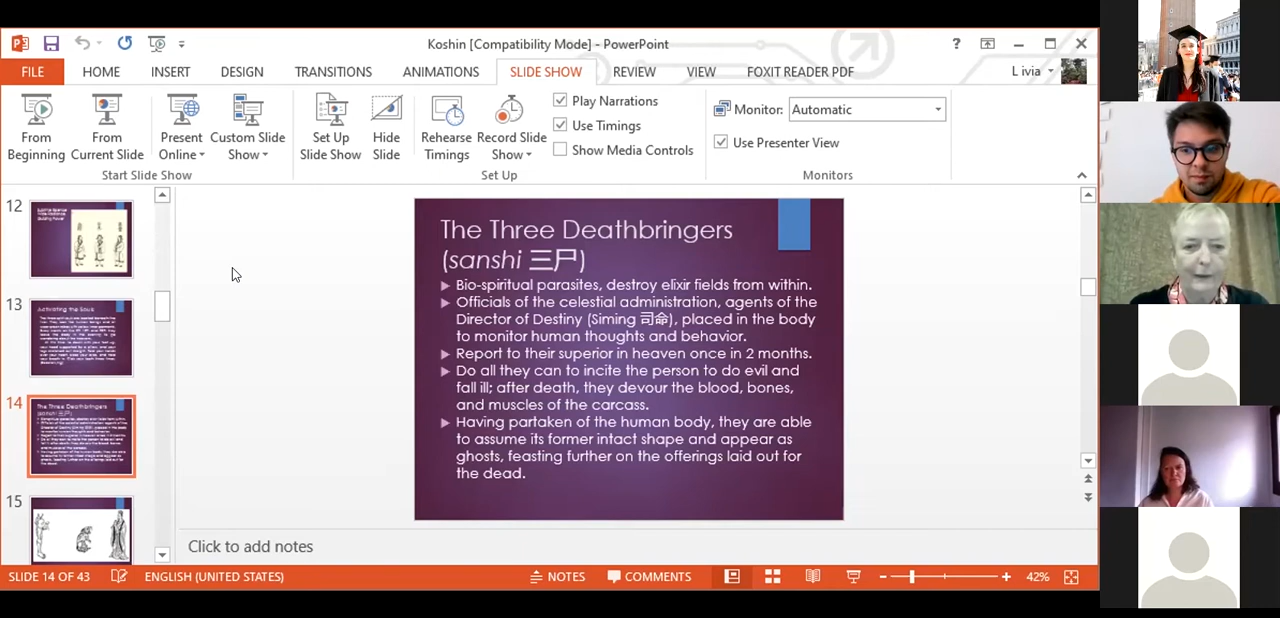 Koshin [Compatibility Mode] - PowerPoint
FILE HOME INSERT DESIGN TRANSITIONS ANIMATIONS SLIDE SHOW REVIEW VIEW FOXIT READER PDF
L ivia
From Beginning
From Current Slide
Present Online
Custom Slide Show
Start Slide Show
Set Up Slide Show
Hide Slide
Rehearse Timings
Record Slide Show
Play Narrations
Use Timings
Show Media Controls
Set Up
Monitor: Automatic
Use Presenter View
Monitors
12
13
Activating the Souls
14
The Three Deathbringers
(sanshi 三尸)
15
The Three Deathbringers
(sanshi 三尸)
Bio-spiritual parasites, destroy elixir fields from within.
Officials of the celestial administration, agents of the
Director of Destiny (Siming 司命), placed in the body
to monitor human thoughts and behavior.
Report to their superior in heaven once in 2 months.
Do all they can to incite the person to do evil and
fall ill; after death, they devour the blood, bones,
and muscles of the carcass.
Having partaken of the human body, they are able
to assume its former intact shape and appear as
ghosts, feasting further on the offerings laid out for
the dead.
Click to add notes
SLIDE 14 OF 43 ENGLISH (UNITED STATES) NOTES COMMENTS 42%